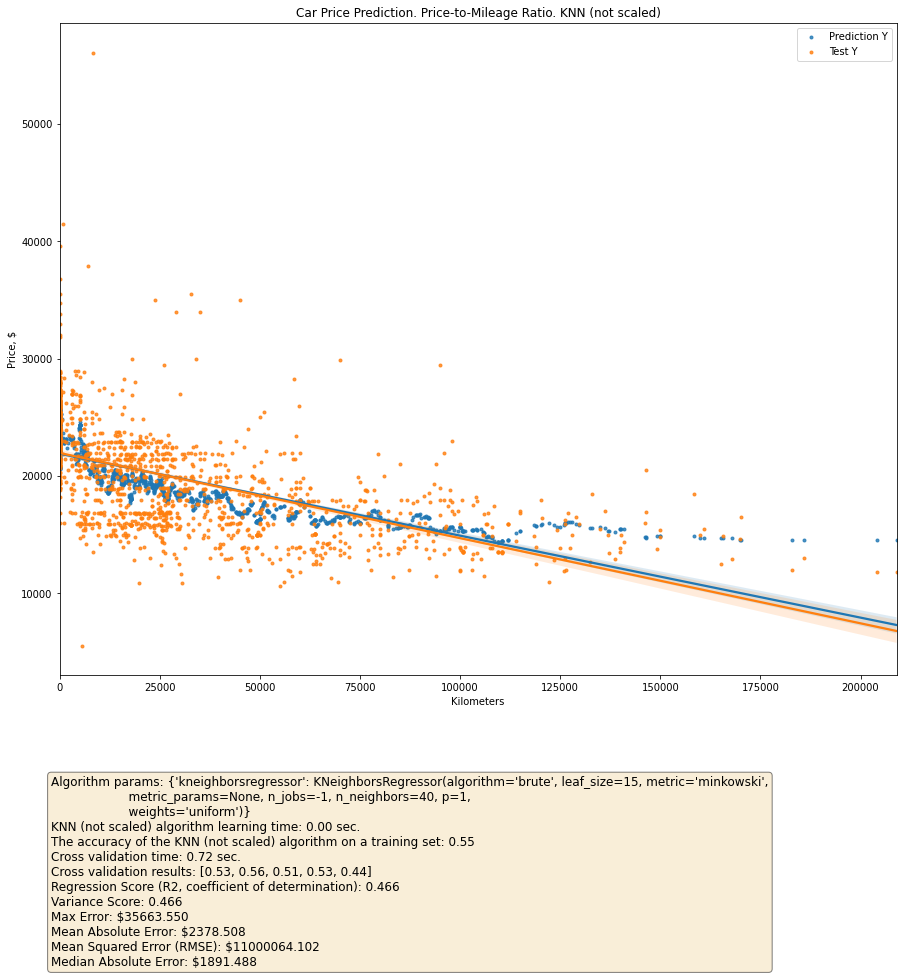 Car Price Prediction. Price-to-Mileage Ratio. KNN (not scaled)
Prediction Y
Test Y
50000
40000
30000
20000
10000
Price, $
0 25000 50000 75000 100000 125000 150000 175000 200000
Kilometers
Algorithm params: {'kneighborsregressor': KNeighborsRegressor(algorithm='brute', leaf_size=15, metric='minkowski',
metric_params=None, n_jobs=-1, n_neighbors=40, p=1,
weights='uniform')}
KNN (not scaled) algorithm learning time: 0.00 sec.
The accuracy of the KNN (not scaled) algorithm on a training set: 0.55
Cross validation time: 0.72 sec.
Cross validation results: [0.53, 0.56, 0.51, 0.53, 0.44]
Regression Score (R2, coefficient of determination): 0.466
Variance Score: 0.466
Max Error: $35663.550
Mean Absolute Error: $2378.508
Mean Squared Error (RMSE): $11000064.102
Median Absolute Error: $1891.488